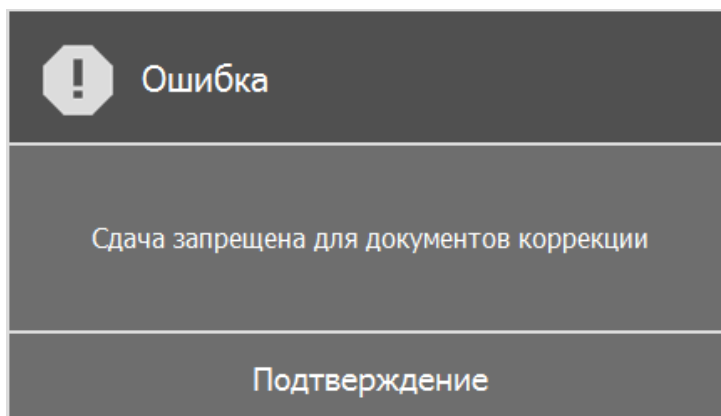 Ошибка
Сдача запрещена для документов коррекции
Подтверждение